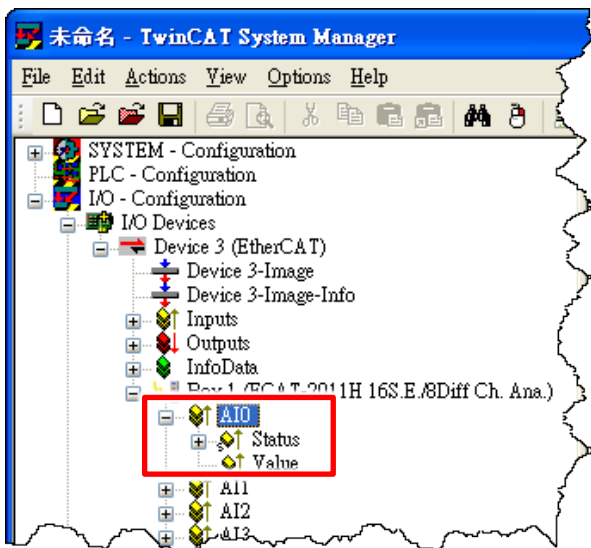 未命名 - TwinCAT System Manager
File Edit Actions View Options Help
SYSTEM - Configuration
PLC - Configuration
I/O - Configuration
I/O Devices
Device 3 (EtherCAT)
Device 3-Image
Device 3-Image-Info
Inputs
Outputs
InfoData
Box 1 (ECAT-2011H 16S.E./8Diff Ch. Ana.)
AI0
Status
Value
AI1
AI2
AI3